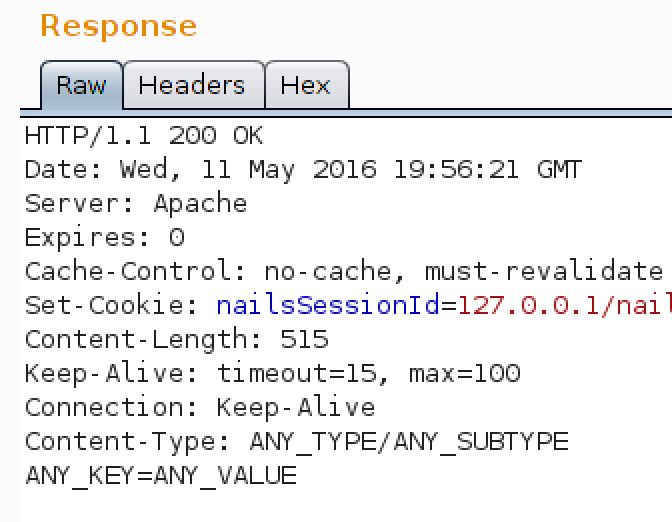 Response
Raw Headers Hex
HTTP/1.1 200 OK
Date: Wed, 11 May 2016 19:56:21 GMT
Server: Apache
Expires: 0
Cache-Control: no-cache, must-revalidate
Set-Cookie: nailsSessionId=127.0.0.1/nail
Content-Length: 515
Keep-Alive: timeout=15, max=100
Connection: Keep-Alive
Content-Type: ANY_TYPE/ANY_SUBTYPE
ANY_KEY=ANY_VALUE